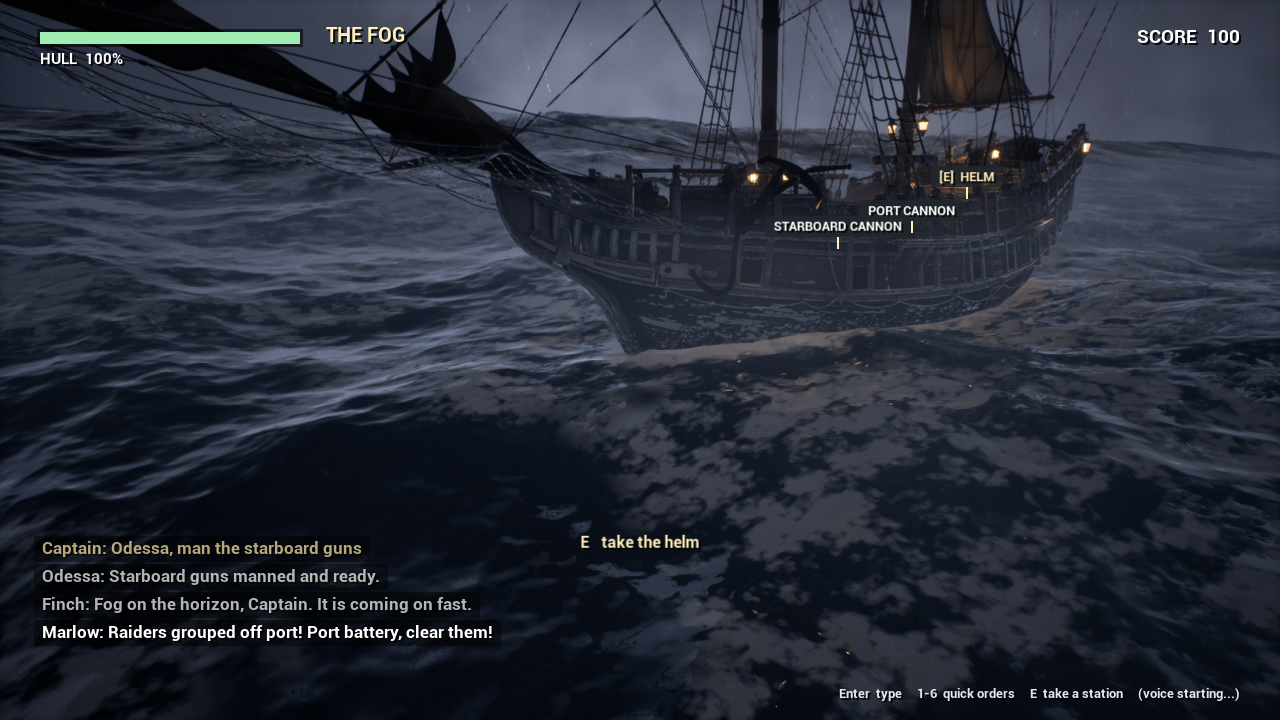 THE FOG
SCORE 100
HULL 100%
[E] HELM
PORT CANNON
STARBOARD CANNON
E take the helm
Captain: Odessa, man the starboard guns
Odessa: Starboard guns manned and ready.
Finch: Fog on the horizon, Captain. It is coming on fast.
Marlow: Raiders grouped off port! Port battery, clear them!
Enter type 1-6 quick orders E take a station (voice starting...)